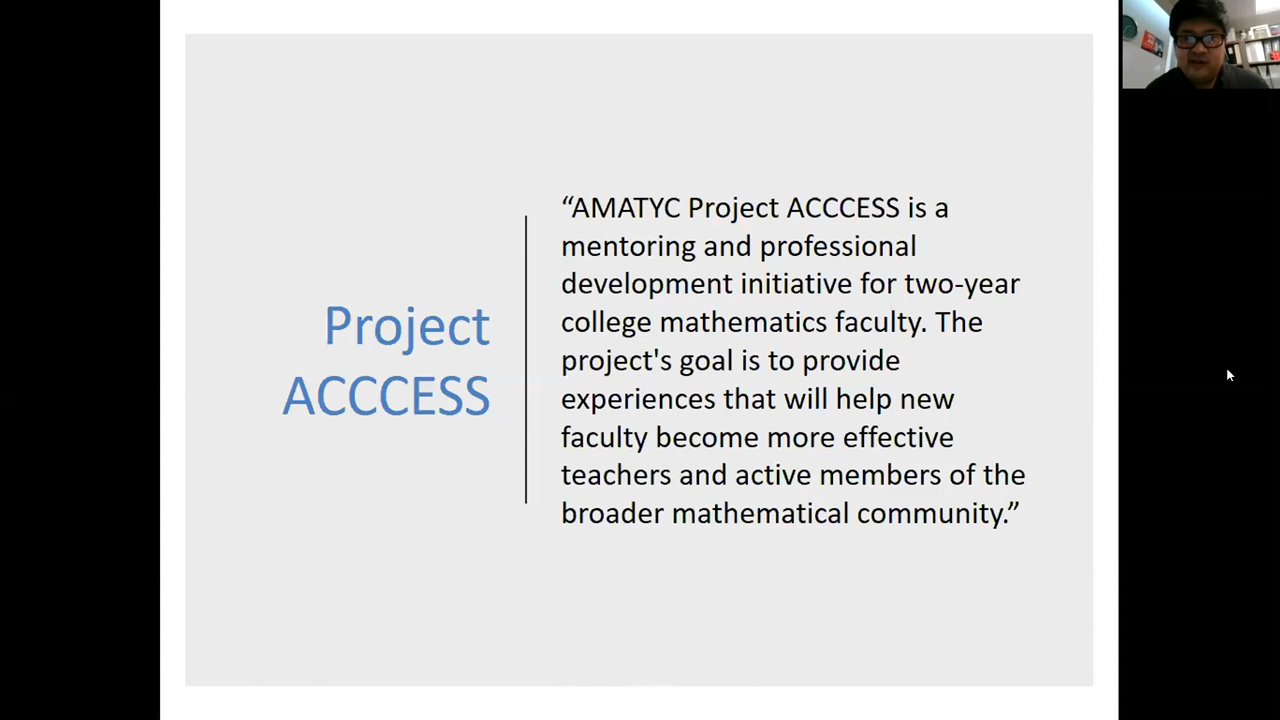 Project
ACCCESS
“AMATYC Project ACCCESS is a
mentoring and professional
development initiative for two-year
college mathematics faculty. The
project's goal is to provide
experiences that will help new
faculty become more effective
teachers and active members of the
broader mathematical community.”